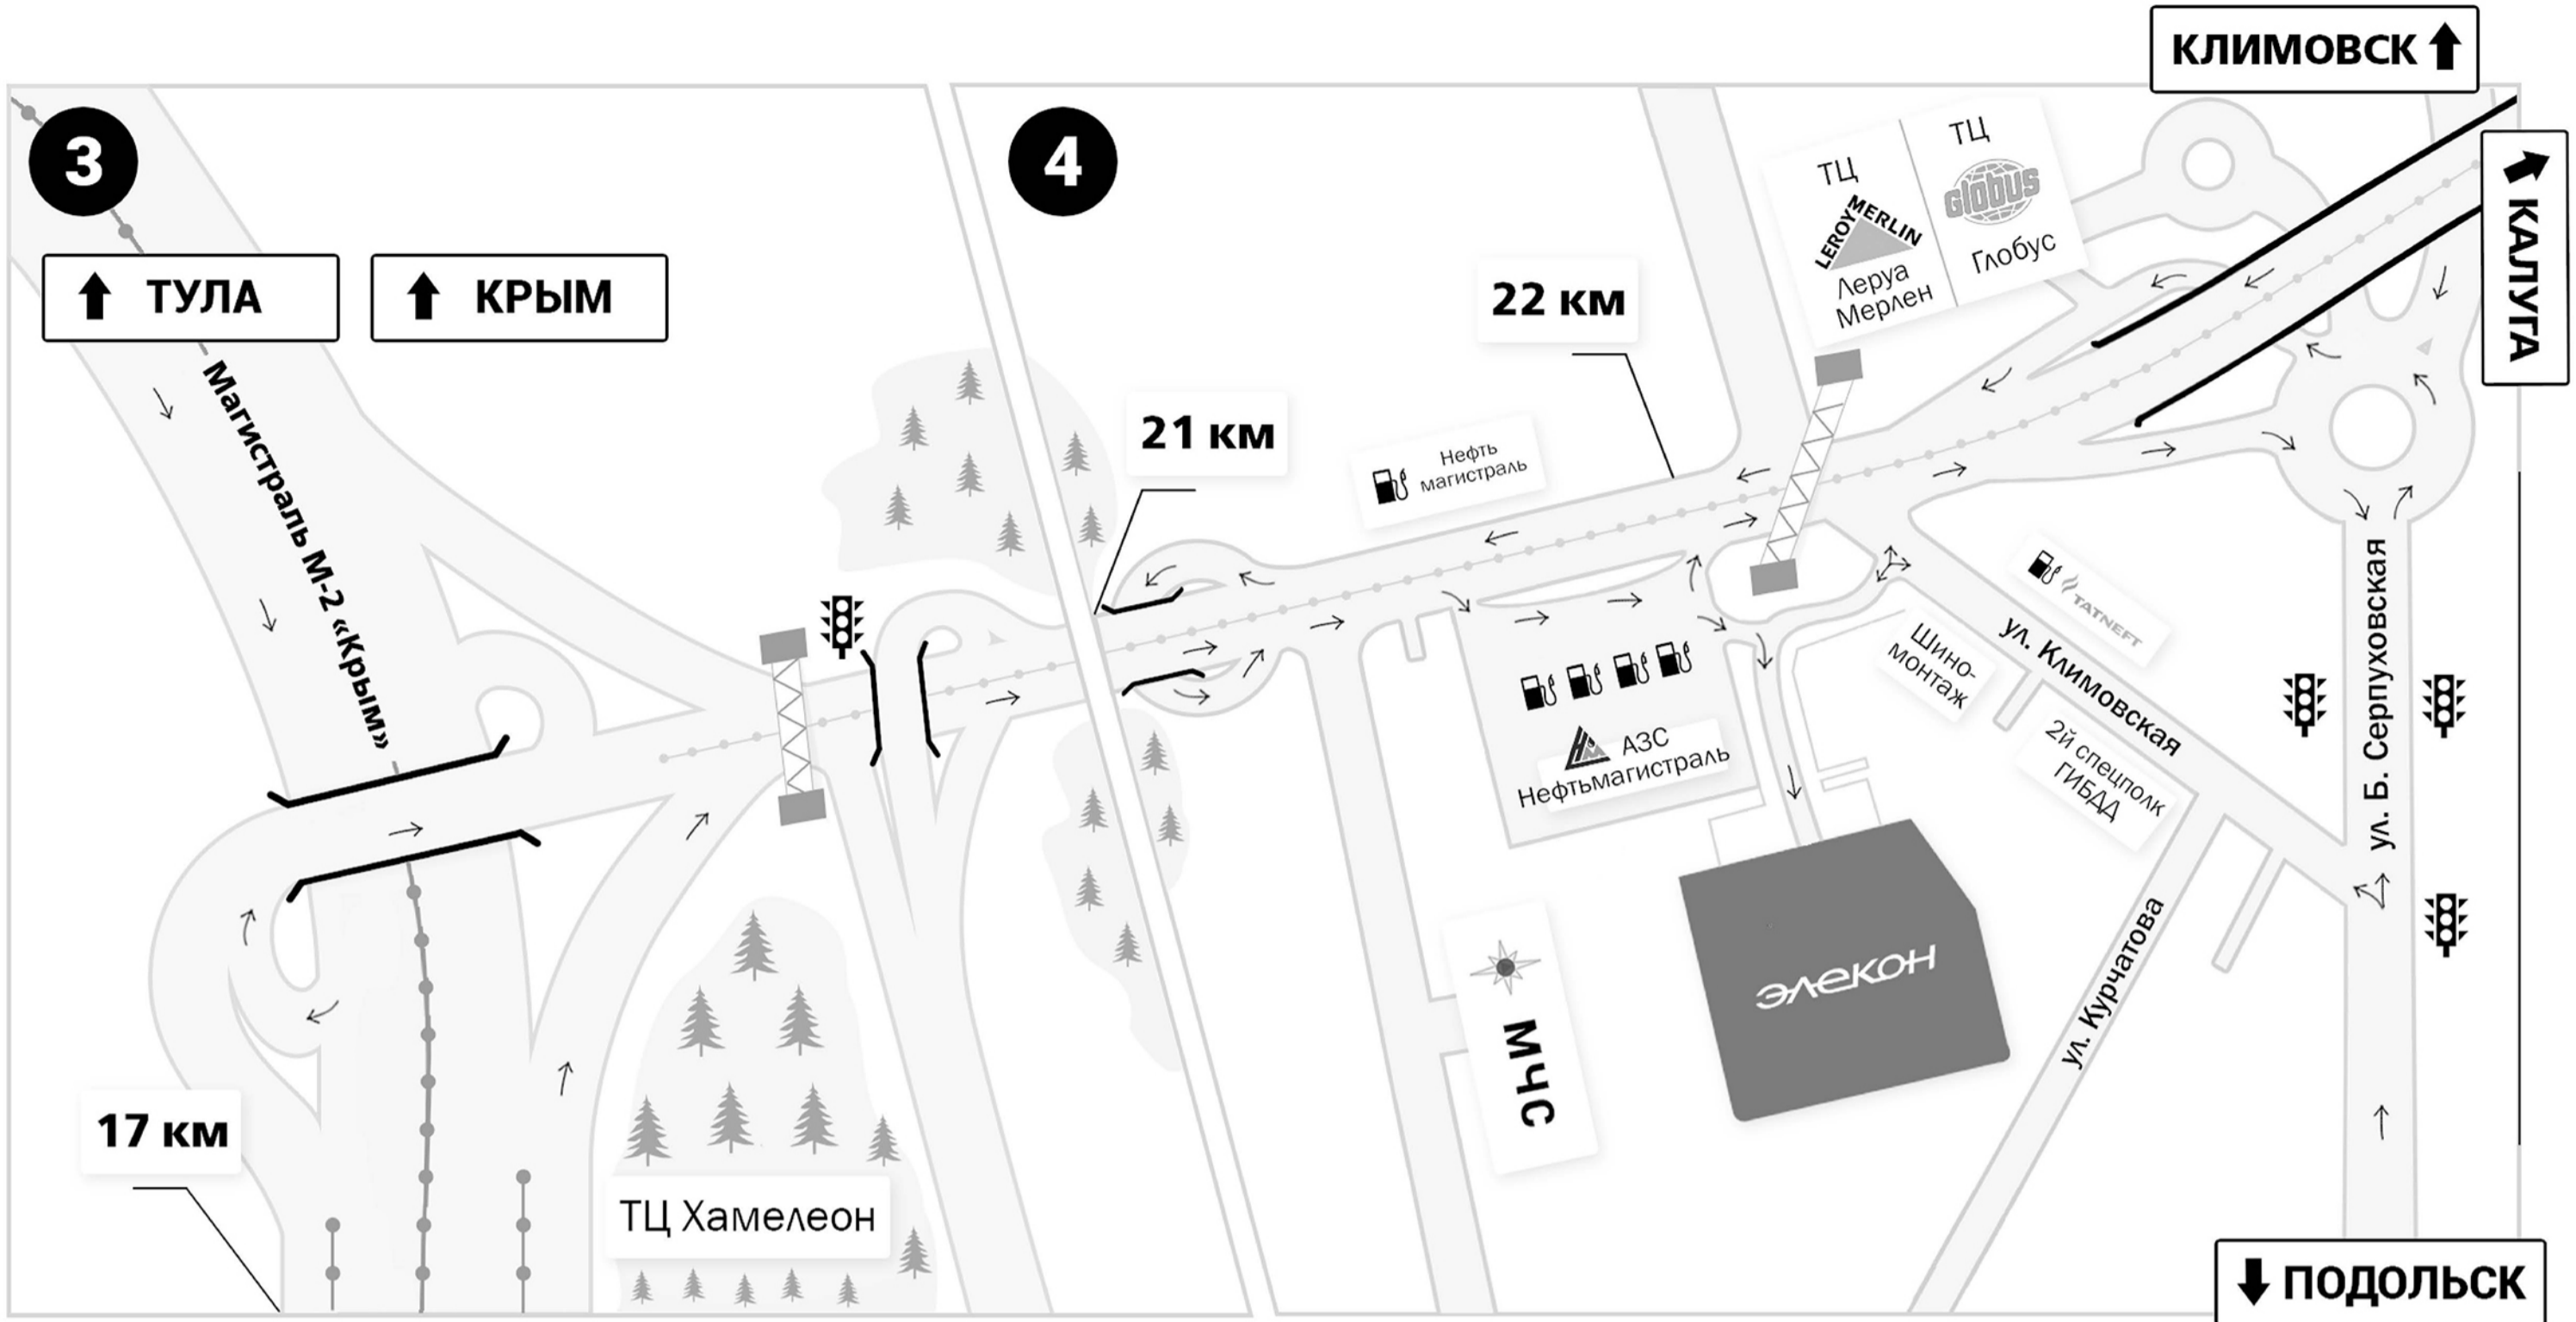 КЛИМОВСК
3
4
ТУЛА
КРЫМ
КАЛУГА
Магистраль М-2 «Крым»
ТЦ
LEROY MERLIN
Леруа
Мерлен
ТЦ
Globus
Глобус
22 км
21 км
Нефть
магистраль
TATNEFT
Шино-
монтаж
ул. Климовская
2й спецполк
ГИБДД
ул. Б. Серпуховская
АЗС
Нефтьмагистраль
ЭЛЕКОН
МЧС
ул. Курчатова
17 км
ТЦ Хамелеон
ПОДОЛЬСК